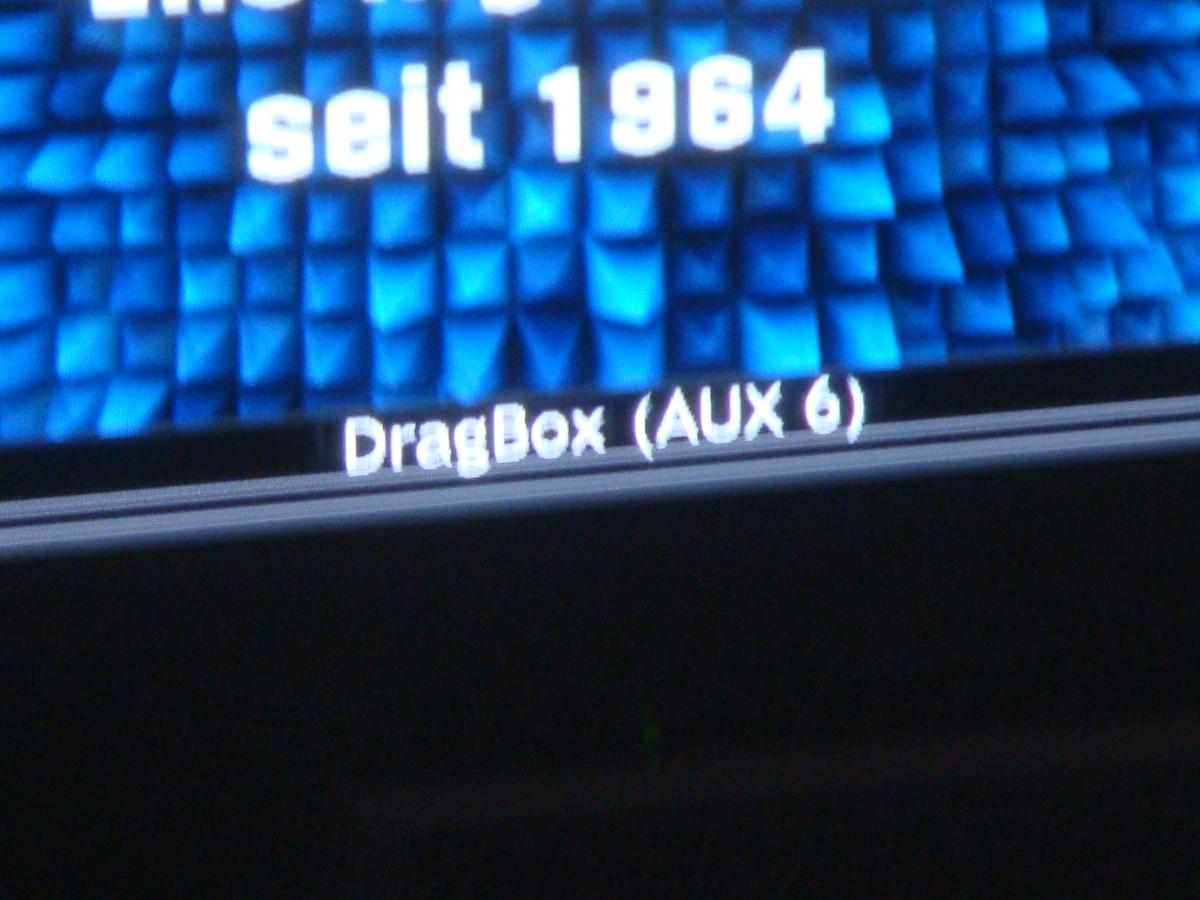 seit 1964
DragBox (AUX 6)